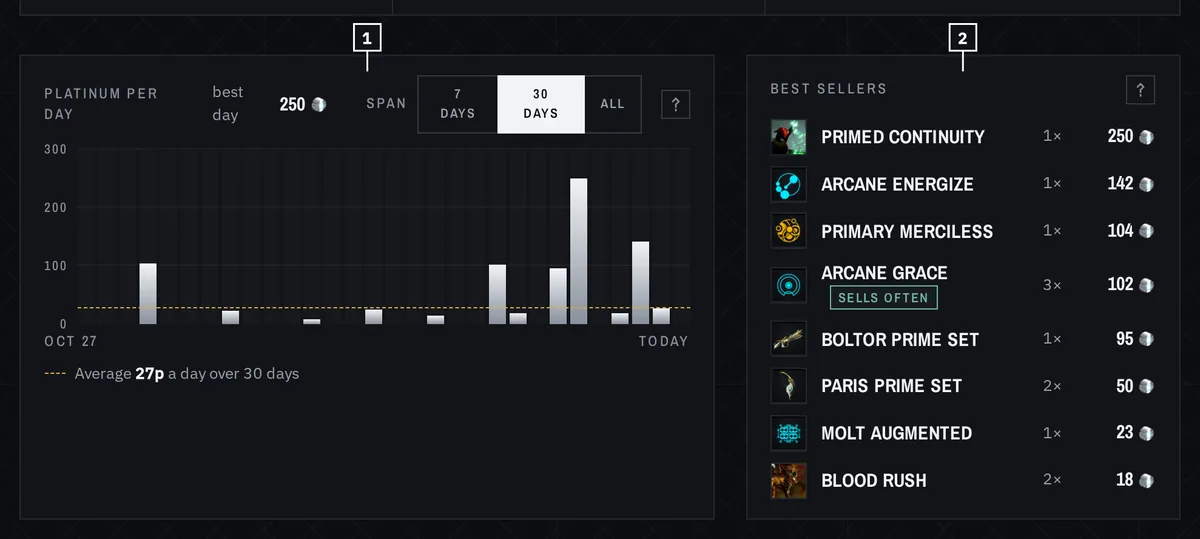 1
2
PLATINUM PER
DAY
best
day
250
SPAN
7
DAYS
30
DAYS
ALL
?
300
200
100
0
OCT 27
TODAY
---- Average 27p a day over 30 days
BEST SELLERS
?
PRIMED CONTINUITY 1× 250
ARCANE ENERGIZE 1× 142
PRIMARY MERCILESS 1× 104
ARCANE GRACE 3× 102
SELLS OFTEN
BOLTOR PRIME SET 1× 95
PARIS PRIME SET 2× 50
MOLT AUGMENTED 1× 23
BLOOD RUSH 2× 18